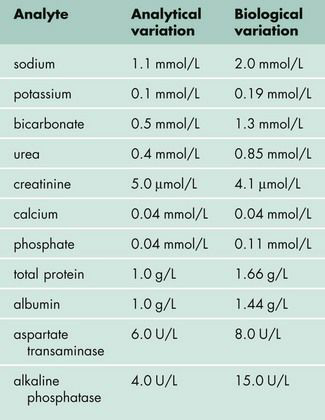 Analyte Analytical variation Biological variation
sodium 1.1 mmol/L 2.0 mmol/L
potassium 0.1 mmol/L 0.19 mmol/L
bicarbonate 0.5 mmol/L 1.3 mmol/L
urea 0.4 mmol/L 0.85 mmol/L
creatinine 5.0 µmol/L 4.1 µmol/L
calcium 0.04 mmol/L 0.04 mmol/L
phosphate 0.04 mmol/L 0.11 mmol/L
total protein 1.0 g/L 1.66 g/L
albumin 1.0 g/L 1.44 g/L
aspartate transaminase 6.0 U/L 8.0 U/L
alkaline phosphatase 4.0 U/L 15.0 U/L